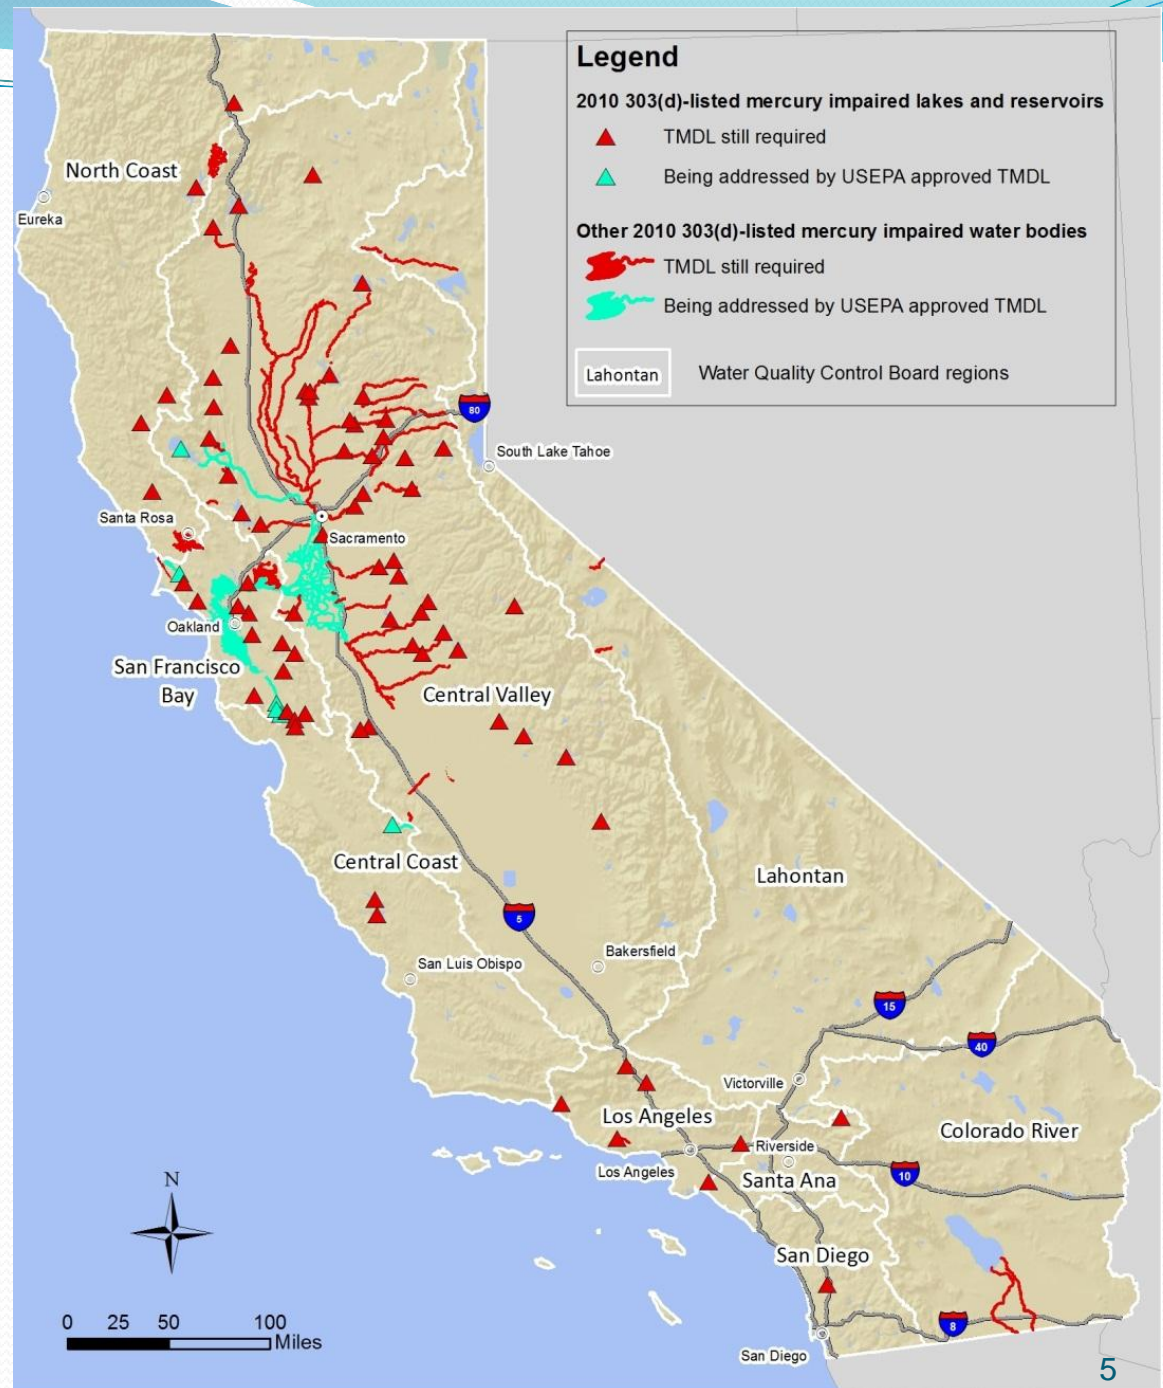 Legend
2010 303(d)-listed mercury impaired lakes and reservoirs
TMDL still required
Being addressed by USEPA approved TMDL
Other 2010 303(d)-listed mercury impaired water bodies
TMDL still required
Being addressed by USEPA approved TMDL
Lahontan
Water Quality Control Board regions
North Coast
Eureka
80
South Lake Tahoe
Santa Rosa
Sacramento
Oakland
San Francisco
Bay
Central Valley
Central Coast
Lahontan
5
Bakersfield
San Luis Obispo
15
40
Victorville
Los Angeles
Colorado River
Riverside
Los Angeles
Santa Ana
10
San Diego
8
San Diego
N
0 25 50 100
Miles
5